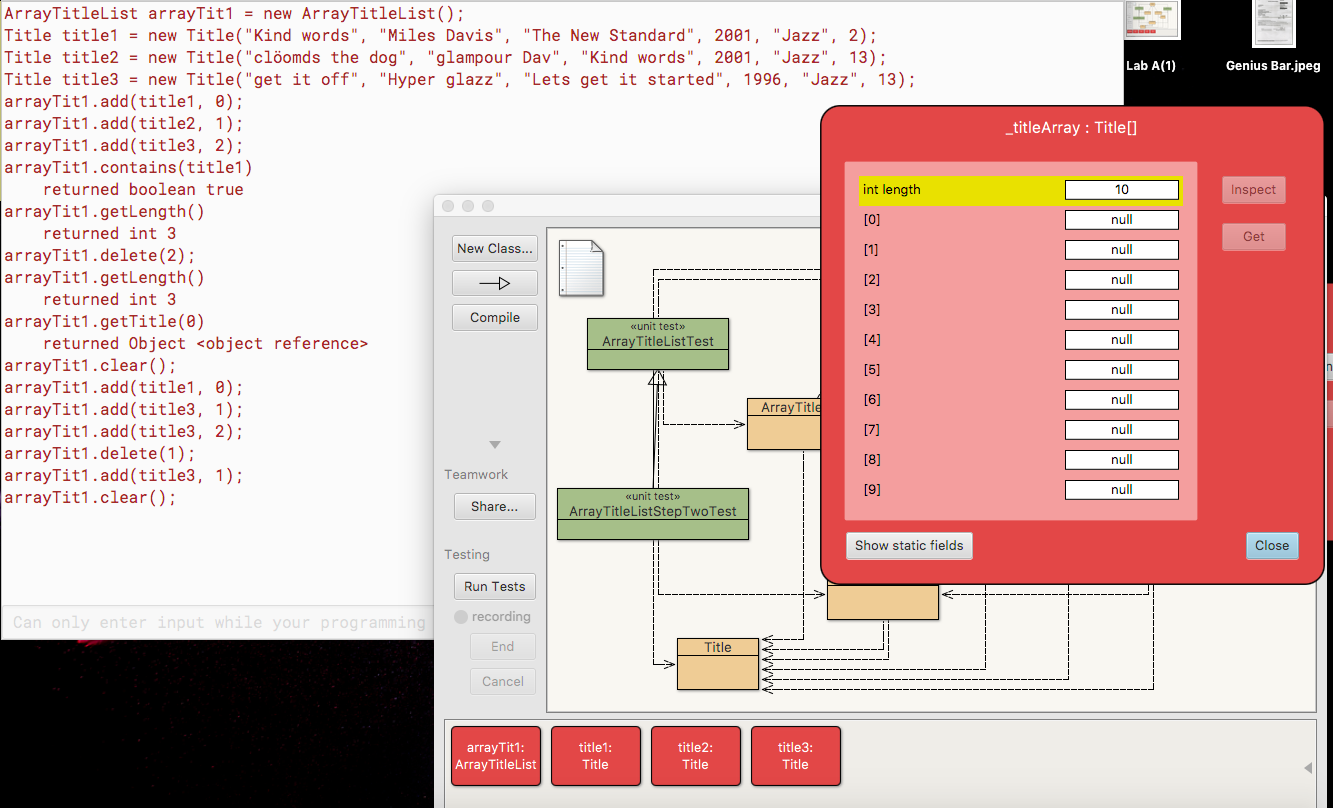 ArrayTitleList arrayTit1 = new ArrayTitleList();
Title title1 = new Title("Kind words", "Miles Davis", "The New Standard", 2001, "Jazz", 2);
Title title2 = new Title("clöomds the dog", "glampour Dav", "Kind words", 2001, "Jazz", 13);
Title title3 = new Title("get it off", "Hyper glazz", "Lets get it started", 1996, "Jazz", 13);
arrayTit1.add(title1, 0);
arrayTit1.add(title2, 1);
arrayTit1.add(title3, 2);
arrayTit1.contains(title1)
    returned boolean true
arrayTit1.getLength()
    returned int 3
arrayTit1.delete(2);
arrayTit1.getLength()
    returned int 3
arrayTit1.getTitle(0)
    returned Object <object reference>
arrayTit1.clear();
arrayTit1.add(title1, 0);
arrayTit1.add(title3, 1);
arrayTit1.add(title3, 2);
arrayTit1.delete(1);
arrayTit1.add(title3, 1);
arrayTit1.clear();
Can only enter input while your programming
Lab A(1)
Genius Bar.jpeg
_titleArray : Title[]
int length 10
[0] null
[1] null
[2] null
[3] null
[4] null
[5] null
[6] null
[7] null
[8] null
[9] null
Inspect
Get
Show static fields
Close
New Class...
Compile
Teamwork
Share...
Testing
Run Tests
recording
End
Cancel
«unit test»
ArrayTitleListTest
ArrayTitle
«unit test»
ArrayTitleListStepTwoTest
Title
arrayTit1:
ArrayTitleList
title1:
Title
title2:
Title
title3:
Title